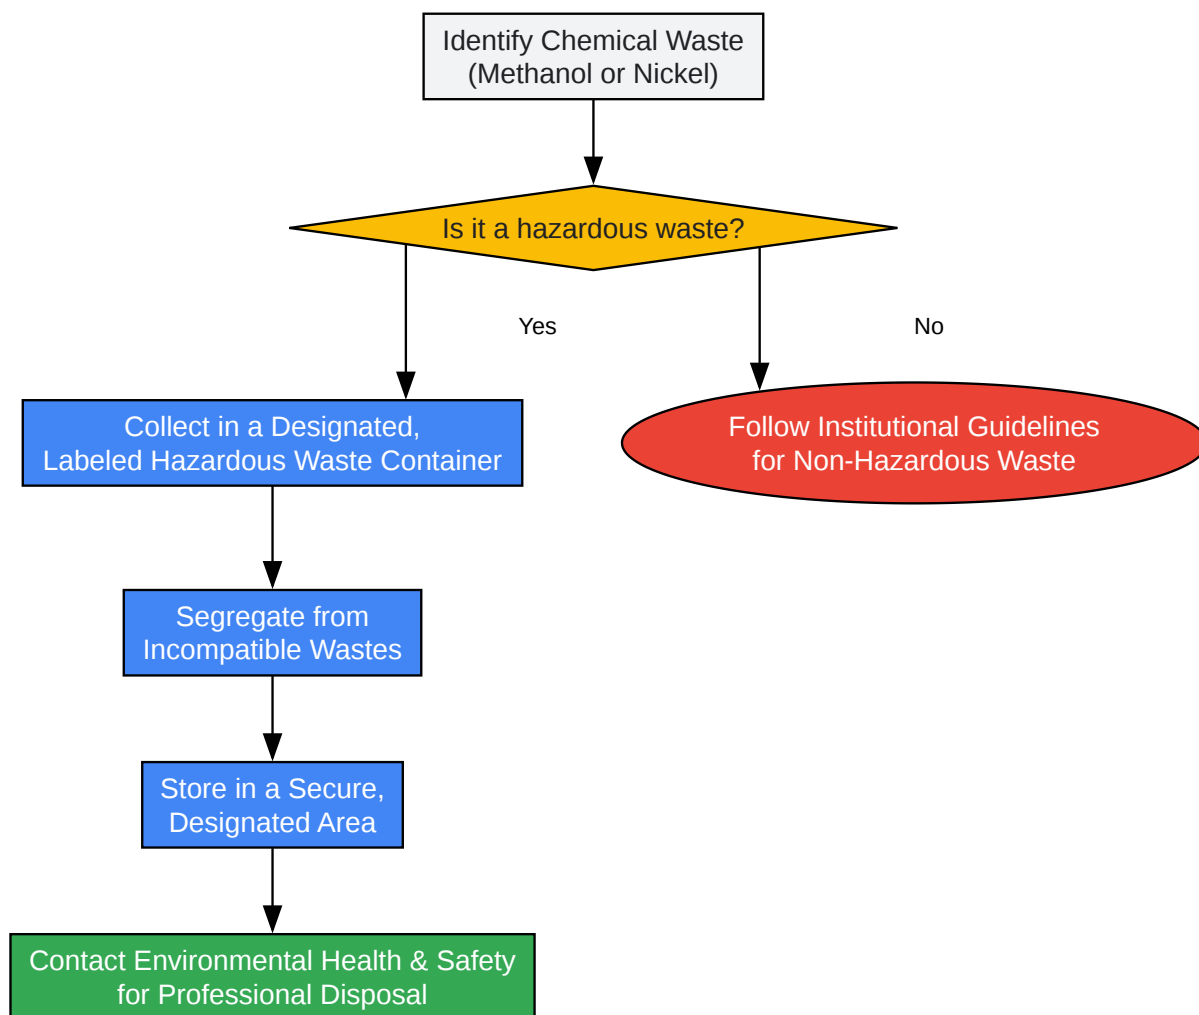 Identify Chemical Waste
(Methanol or Nickel)
Is it a hazardous waste?
Yes
No
Collect in a Designated,
Labeled Hazardous Waste Container
Follow Institutional Guidelines
for Non-Hazardous Waste
Segregate from
Incompatible Wastes
Store in a Secure,
Designated Area
Contact Environmental Health & Safety
for Professional Disposal